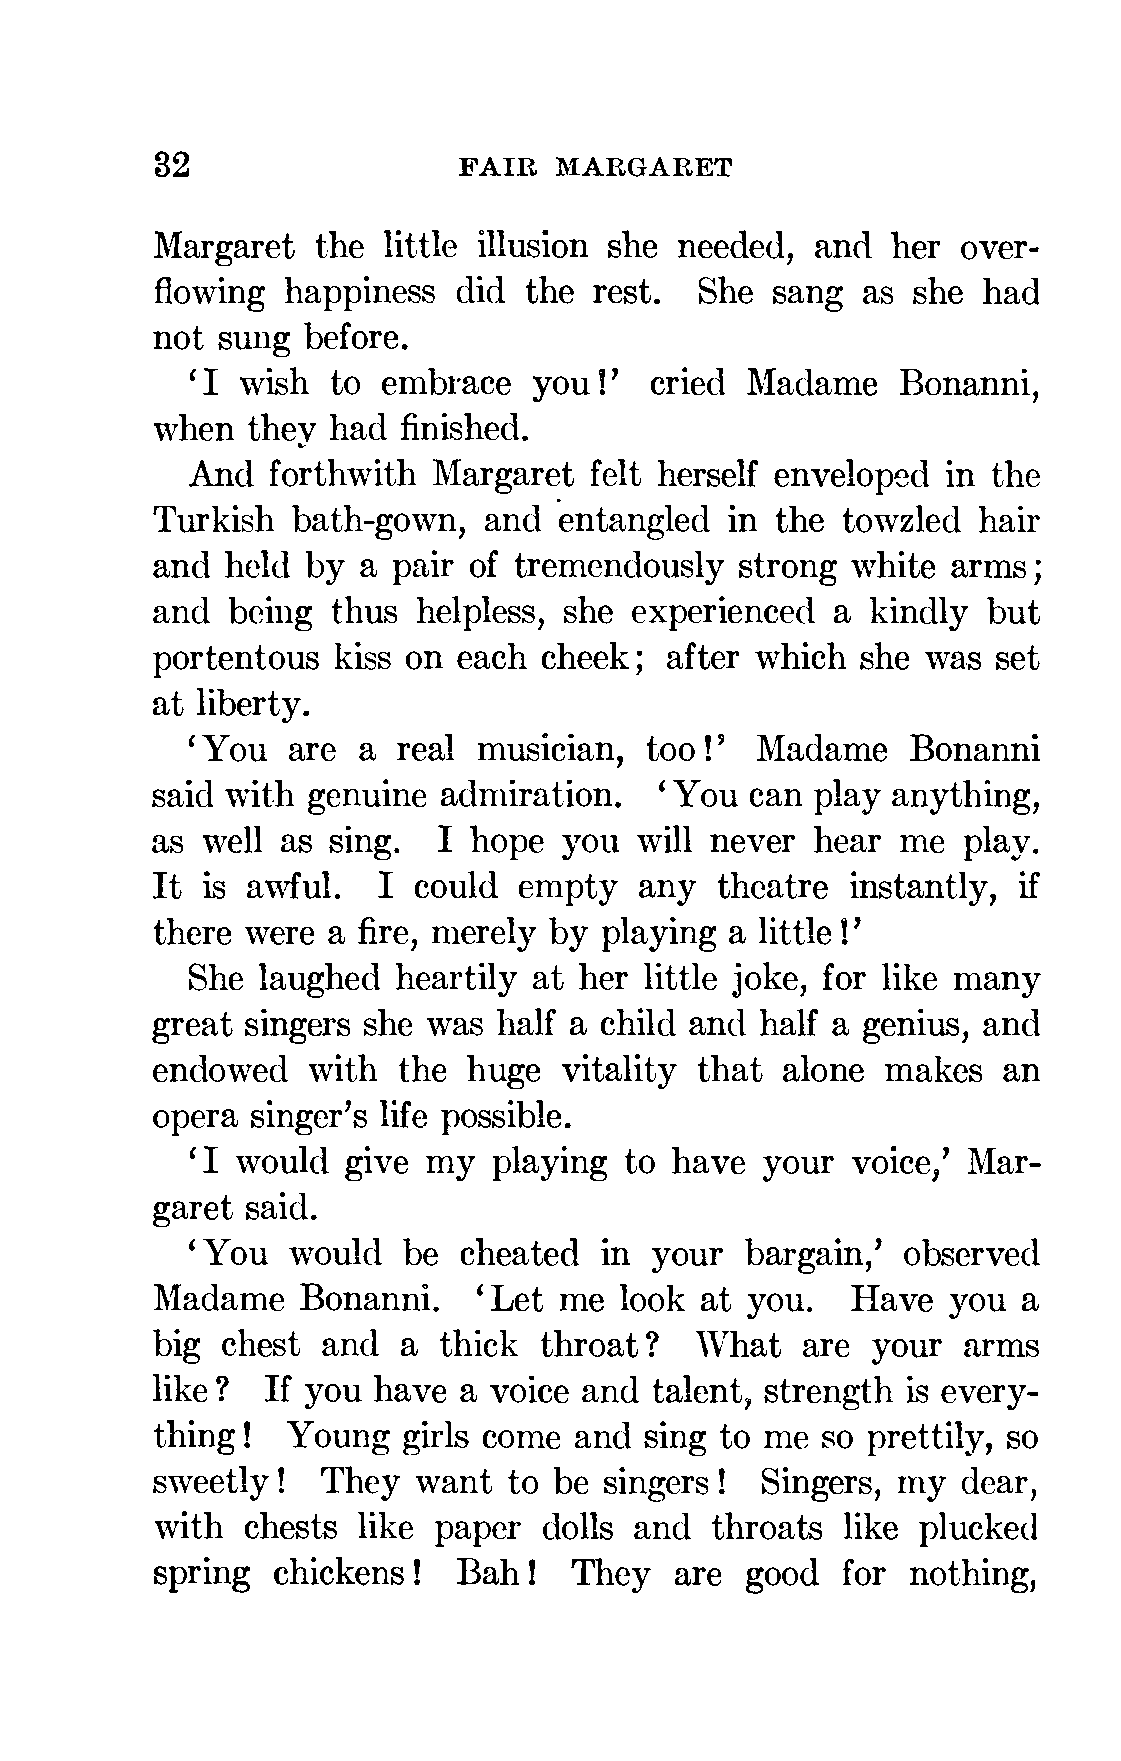 32 FAIR MARGARET
Margaret the little illusion she needed, and her over-
flowing happiness did the rest. She sang as she had
not sung before.
‘I wish to embrace you!’ cried Madame Bonanni,
when they had finished.
And forthwith Margaret felt herself enveloped in the
Turkish bath-gown, and entangled in the towzled hair
and held by a pair of tremendously strong white arms;
and being thus helpless, she experienced a kindly but
portentous kiss on each cheek; after which she was set
at liberty.
‘You are a real musician, too!’ Madame Bonanni
said with genuine admiration. ‘You can play anything,
as well as sing. I hope you will never hear me play.
It is awful. I could empty any theatre instantly, if
there were a fire, merely by playing a little!’
She laughed heartily at her little joke, for like many
great singers she was half a child and half a genius, and
endowed with the huge vitality that alone makes an
opera singer’s life possible.
‘I would give my playing to have your voice,’ Mar-
garet said.
‘You would be cheated in your bargain,’ observed
Madame Bonanni. ‘Let me look at you. Have you a
big chest and a thick throat? What are your arms
like? If you have a voice and talent, strength is every-
thing! Young girls come and sing to me so prettily, so
sweetly! They want to be singers! Singers, my dear,
with chests like paper dolls and throats like plucked
spring chickens! Bah! They are good for nothing,